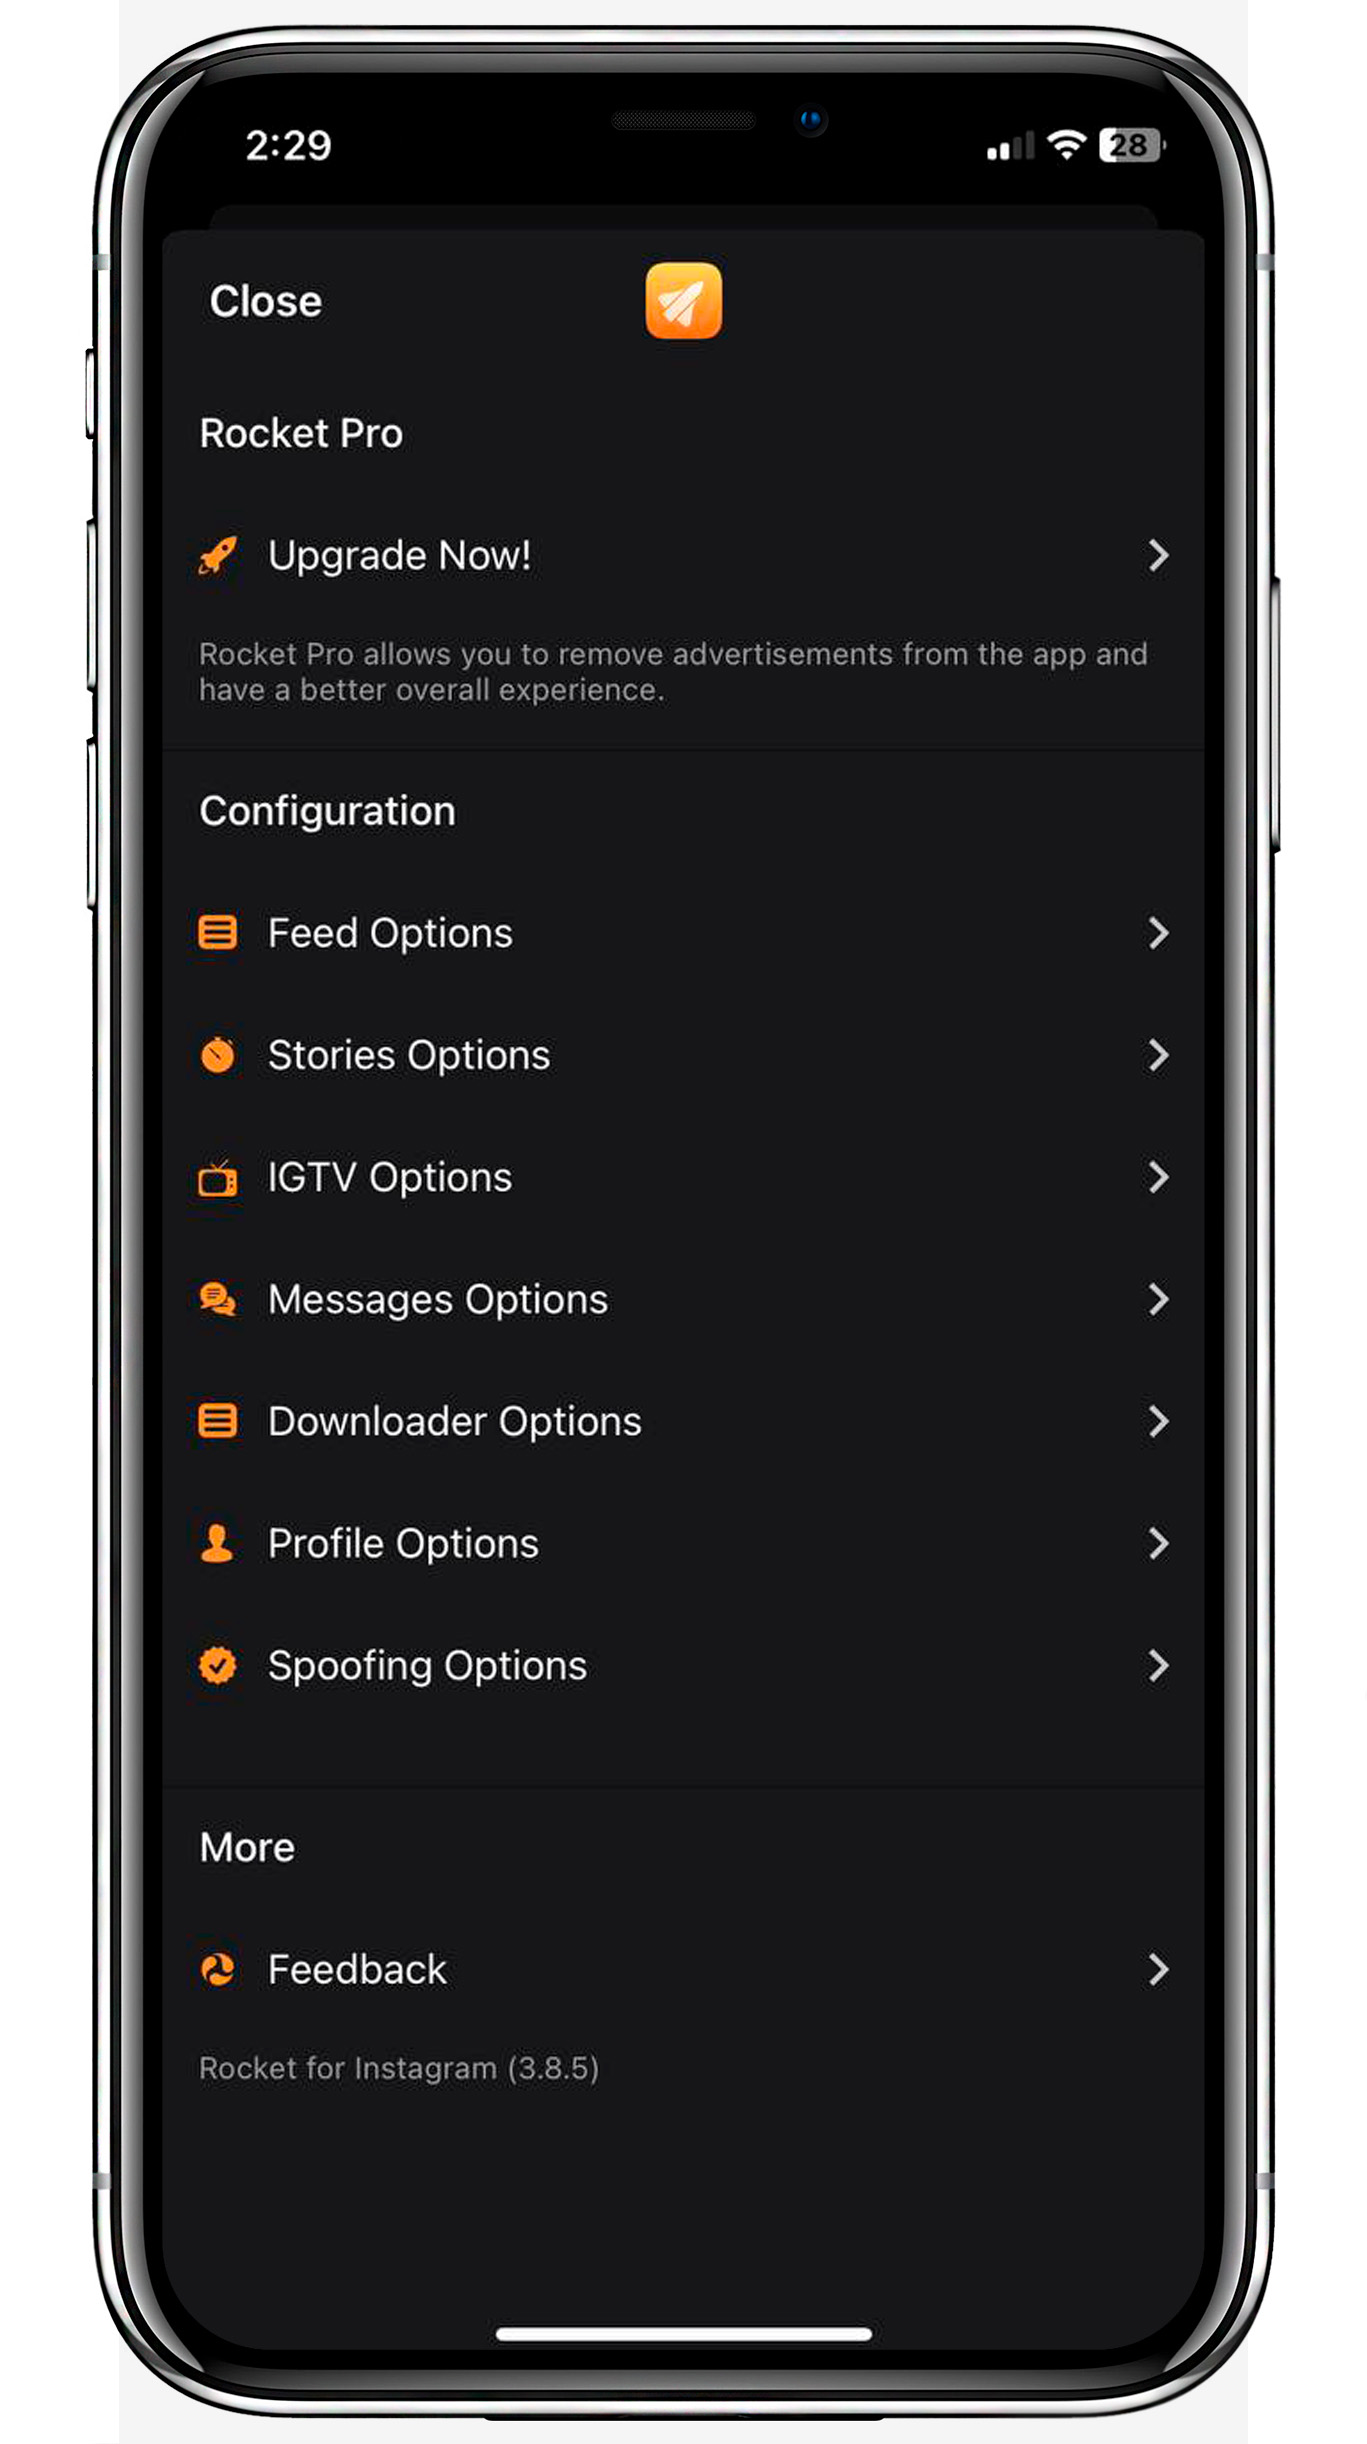 2:29
28
Close
Rocket Pro
Upgrade Now!
Rocket Pro allows you to remove advertisements from the app and
have a better overall experience.
Configuration
Feed Options
Stories Options
IGTV Options
Messages Options
Downloader Options
Profile Options
Spoofing Options
More
Feedback
Rocket for Instagram (3.8.5)